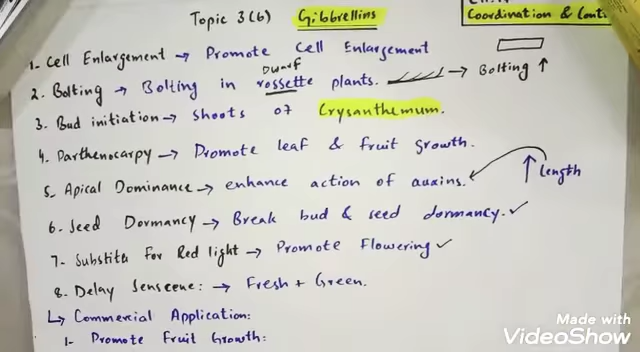 Topic 3(b) Gibbrellins
Coordination & Cont.
1- Cell Enlargement → Promote Cell Enlargement
Dwarf
2- Bolting → Bolting in rossette plants. → Bolting ↑
3- Bud initiation → Shoots of Crysanthemum.
4- Parthenocarpy → Promote leaf & fruit growth.
5- Apical Dominance → enhance action of auxins. ↑ length
6- Seed Dormancy → Break bud & seed dormancy. ✓
7- Substite For Red light → Promote Flowering ✓
8- Delay Senscene: → Fresh + Green.
↳ Commercial Application:
1- Promote Fruit Growth:
Made with
VideoShow